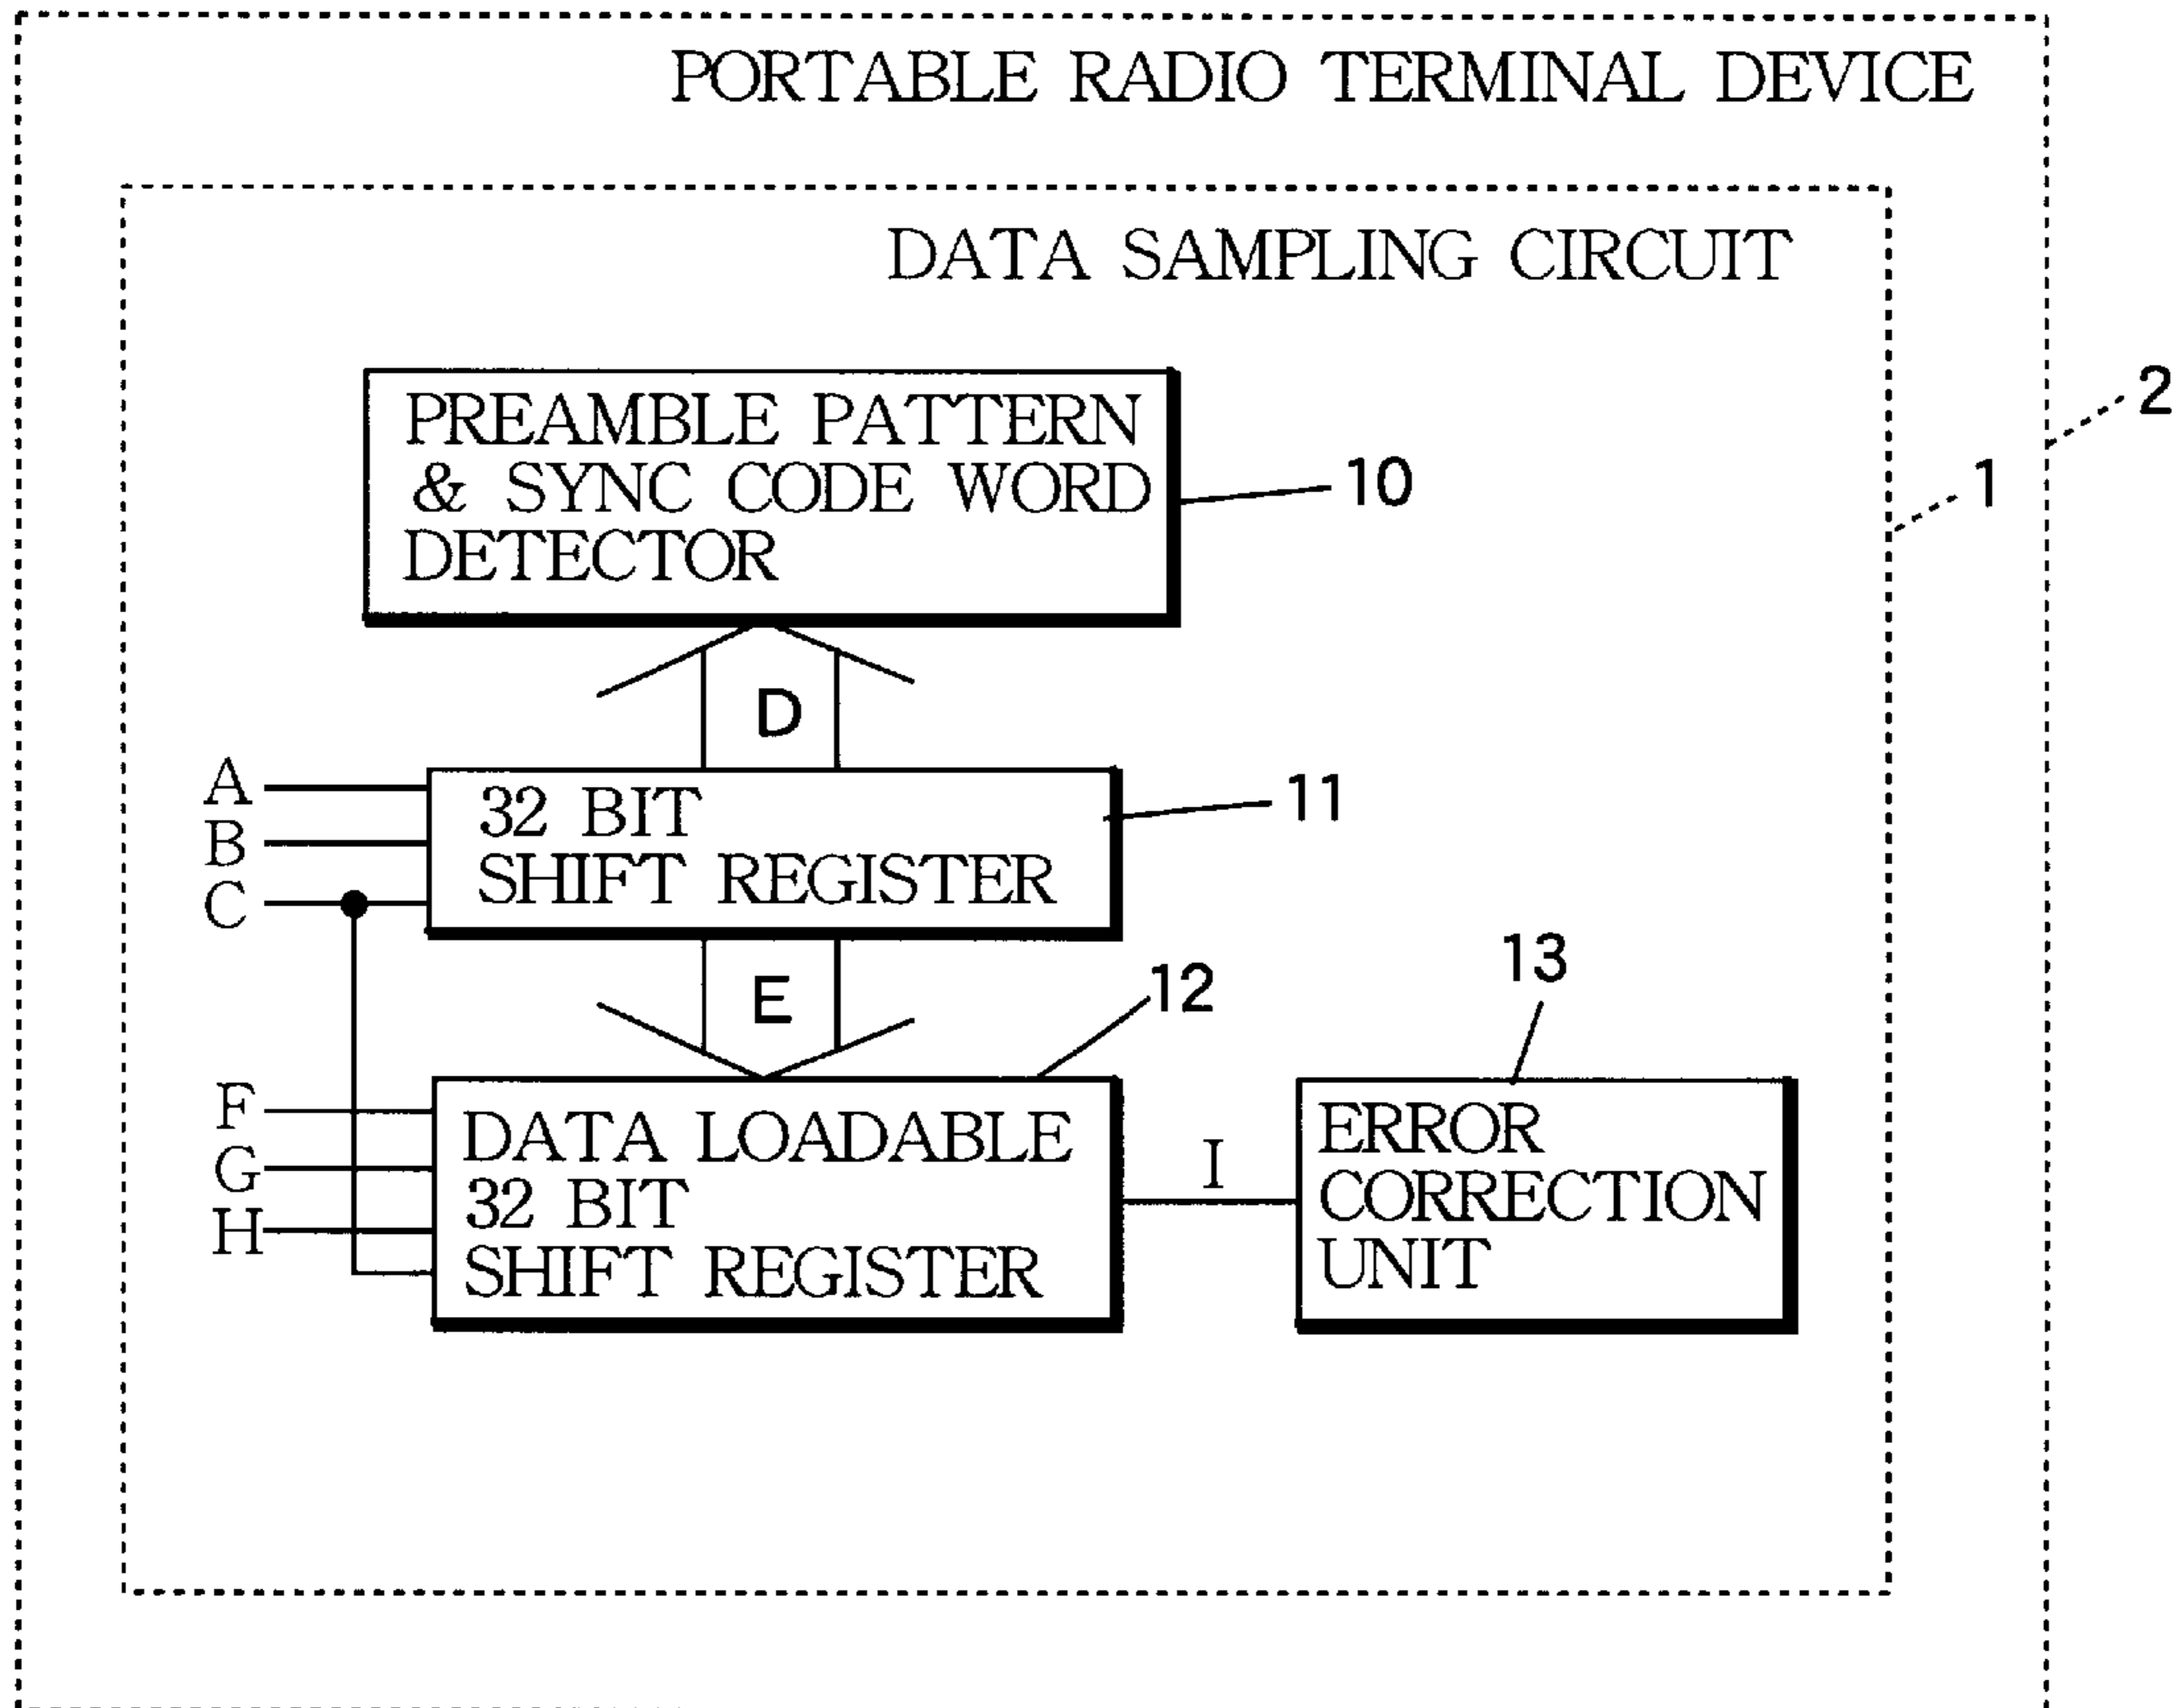 PORTABLE RADIO TERMINAL DEVICE
DATA SAMPLING CIRCUIT
2
1
PREAMBLE PATTERN
& SYNC CODE WORD
DETECTOR
10
D
A
B
C
32 BIT
SHIFT REGISTER
11
E
12
13
F
G
H
DATA LOADABLE
32 BIT
SHIFT REGISTER
I
ERROR
CORRECTION
UNIT